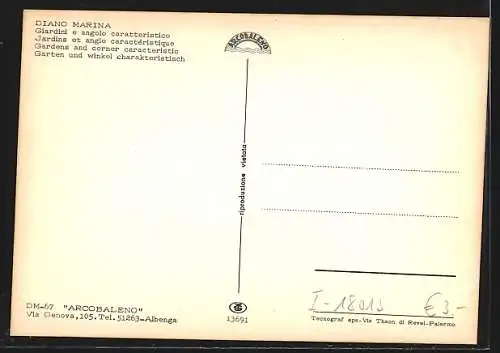 DIANO MARINA
Giardini e angolo caratteristico
Jardins et angle caractéristique
Gardens and corner characteristic
Garten und winkel charakteristisch
ARCOBALENO
riproduzione vietata
DM-67 "ARCOBALENO"
Via Genova,105.Tel.51263-Albenga
13691
I-18013
€3.-
Tecnograf spa-Via Thaon di Revel-Palermo